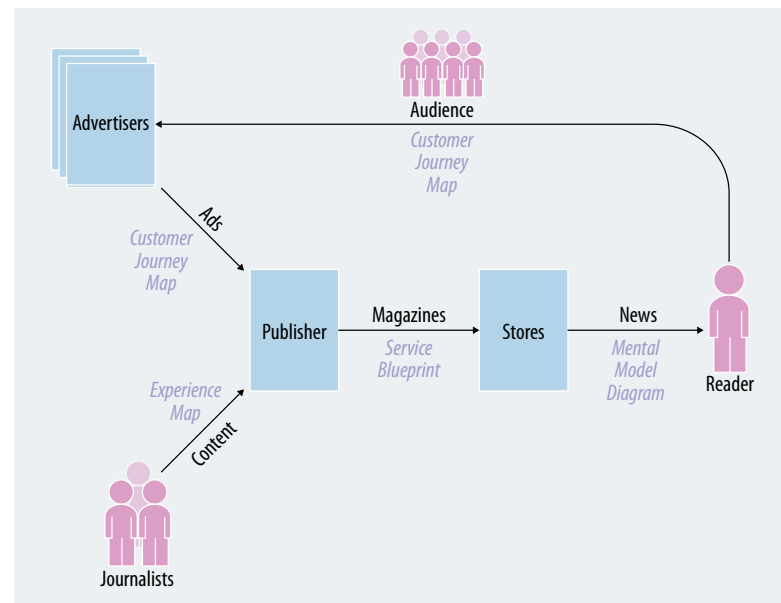 Audience
Advertisers
Customer
Journey
Map
Ads
Customer
Journey
Map
Publisher
Magazines
Service
Blueprint
Stores
News
Mental
Model
Diagram
Reader
Experience
Map
Content
Journalists